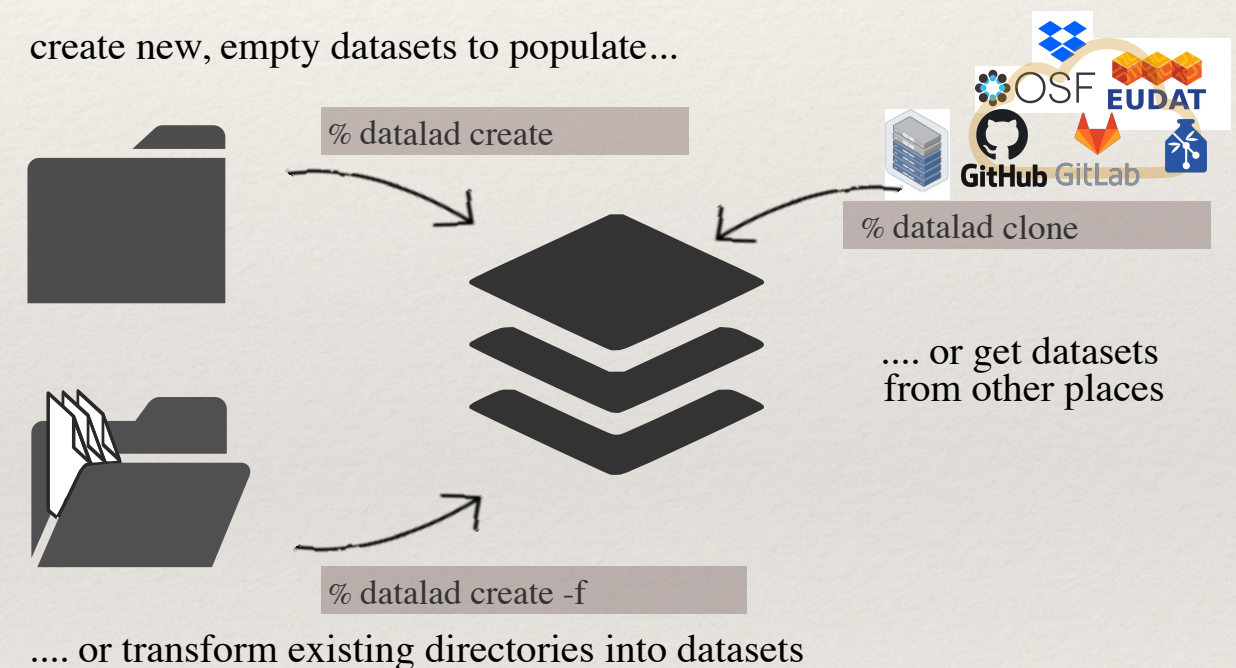 create new, empty datasets to populate...
% datalad create
OSF
EUDAT
GitHub GitLab
% datalad clone
.... or get datasets
from other places
% datalad create -f
.... or transform existing directories into datasets